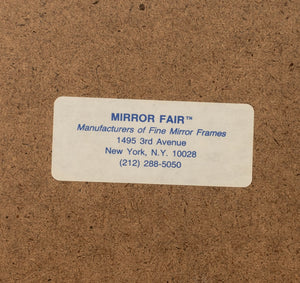 MIRROR FAIR™
Manufacturers of Fine Mirror Frames
1495 3rd Avenue
New York, N.Y. 10028
(212) 288-5050